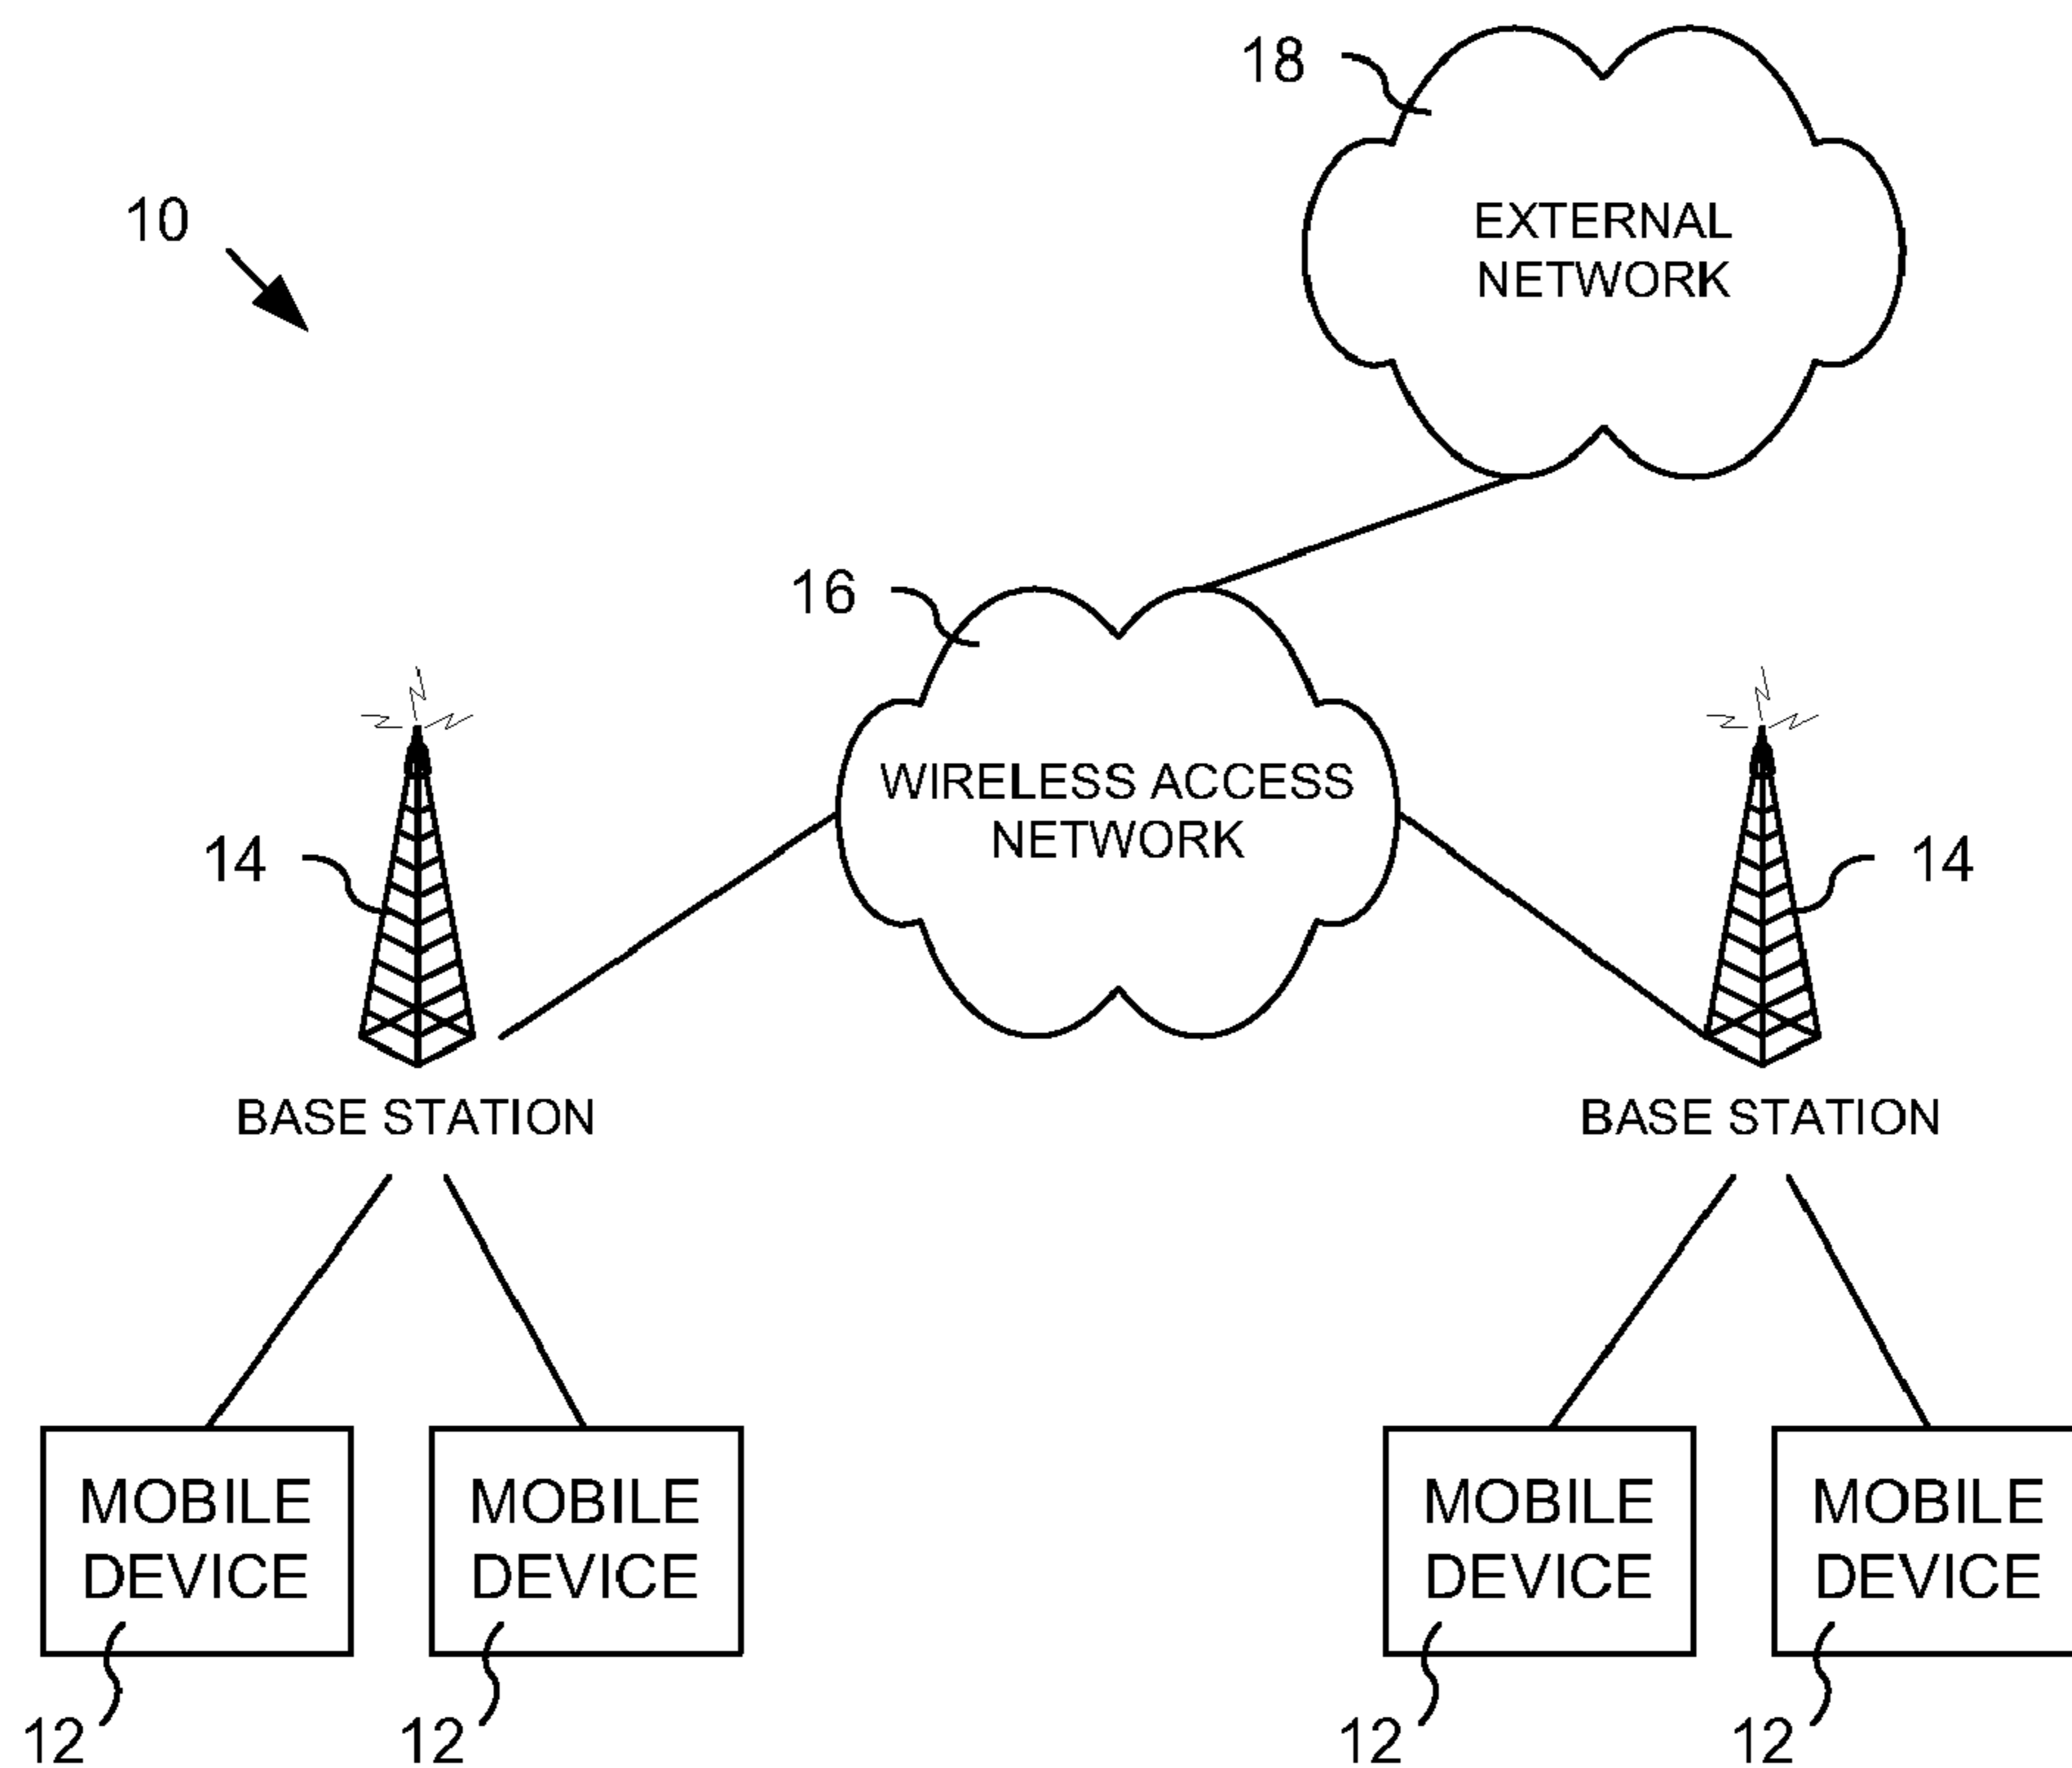 18
10
EXTERNAL
NETWORK
16
WIRELESS ACCESS
NETWORK
14
14
BASE STATION
BASE STATION
MOBILE
DEVICE
MOBILE
DEVICE
MOBILE
DEVICE
MOBILE
DEVICE
12
12
12
12